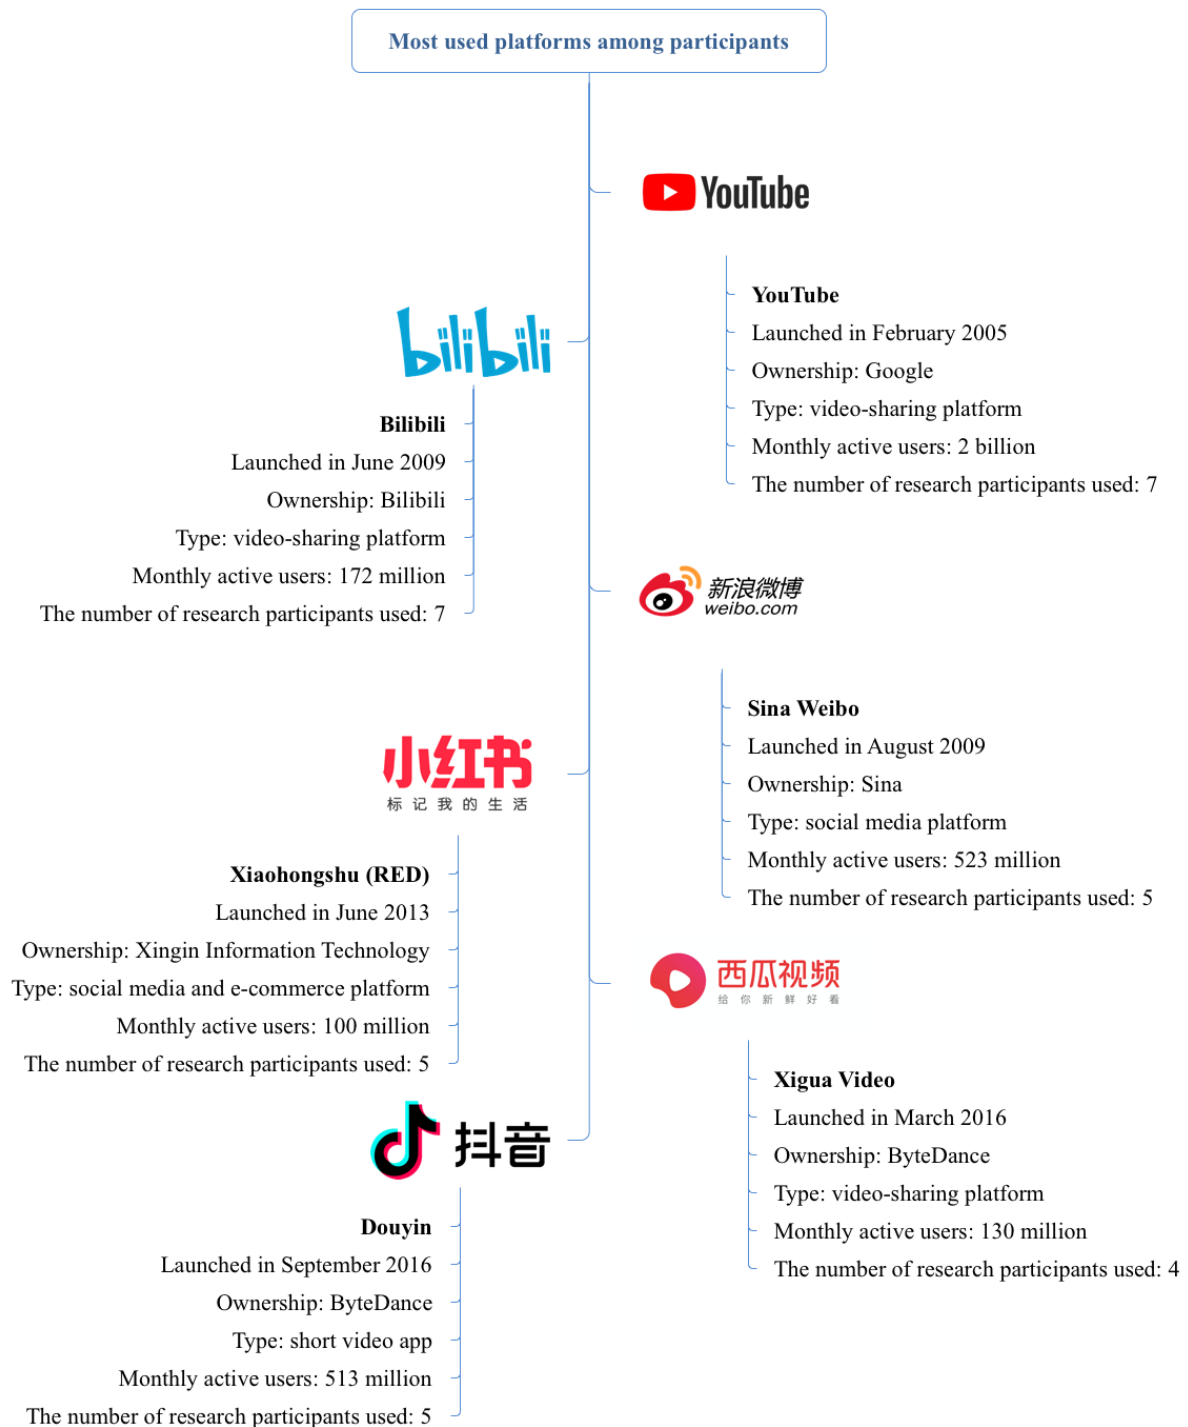 Most used platforms among participants
YouTube
YouTube
Launched in February 2005
Ownership: Google
Type: video-sharing platform
Monthly active users: 2 billion
The number of research participants used: 7
bilibili
Bilibili
Launched in June 2009
Ownership: Bilibili
Type: video-sharing platform
Monthly active users: 172 million
The number of research participants used: 7
新浪微博
weibo.com
Sina Weibo
Launched in August 2009
Ownership: Sina
Type: social media platform
Monthly active users: 523 million
The number of research participants used: 5
小红书
标记我的生活
Xiaohongshu (RED)
Launched in June 2013
Ownership: Xingin Information Technology
Type: social media and e-commerce platform
Monthly active users: 100 million
The number of research participants used: 5
西瓜视频
给你新鲜好看
Xigua Video
Launched in March 2016
Ownership: ByteDance
Type: video-sharing platform
Monthly active users: 130 million
The number of research participants used: 4
抖音
Douyin
Launched in September 2016
Ownership: ByteDance
Type: short video app
Monthly active users: 513 million
The number of research participants used: 5